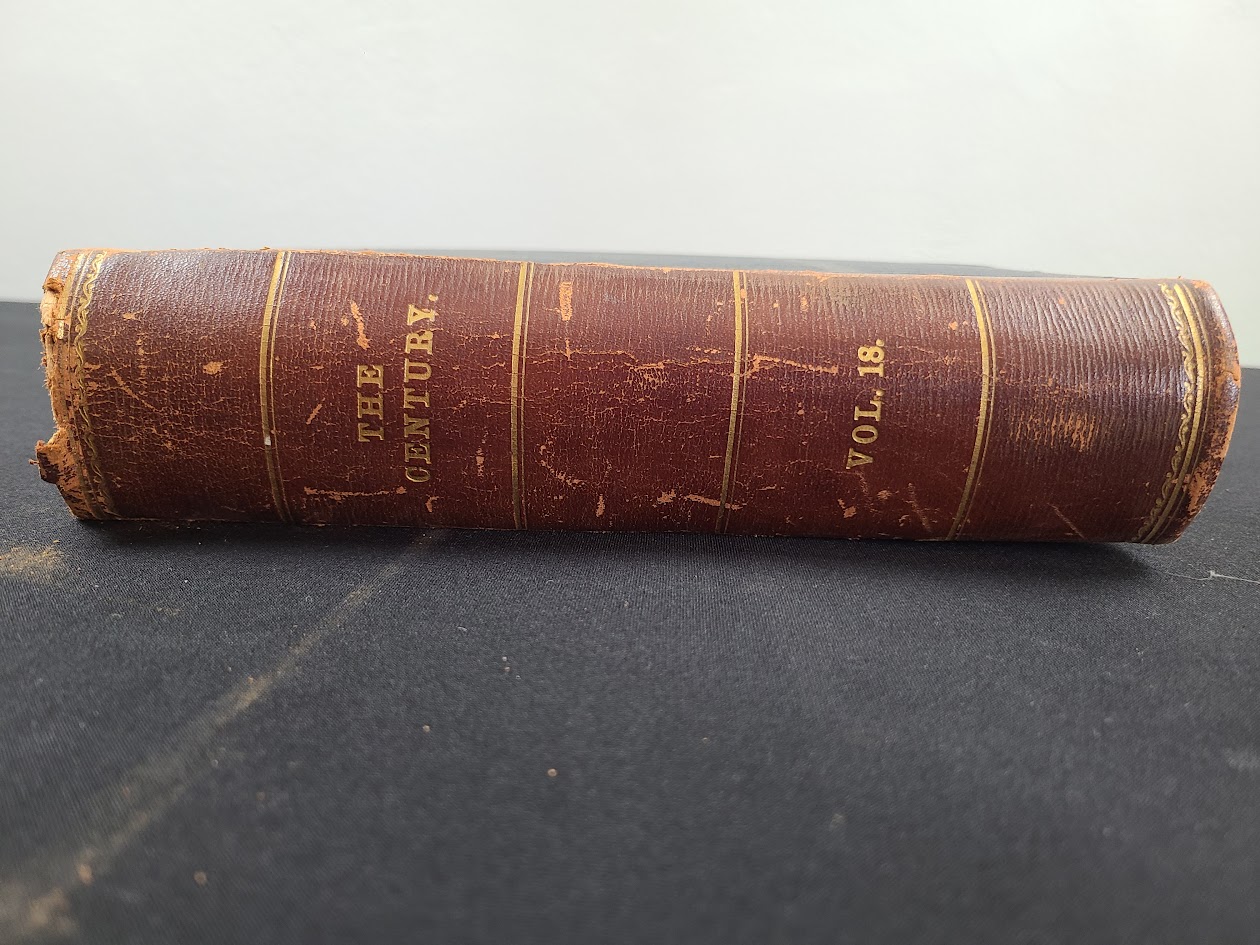 THE
CENTURY.
VOL. 18.